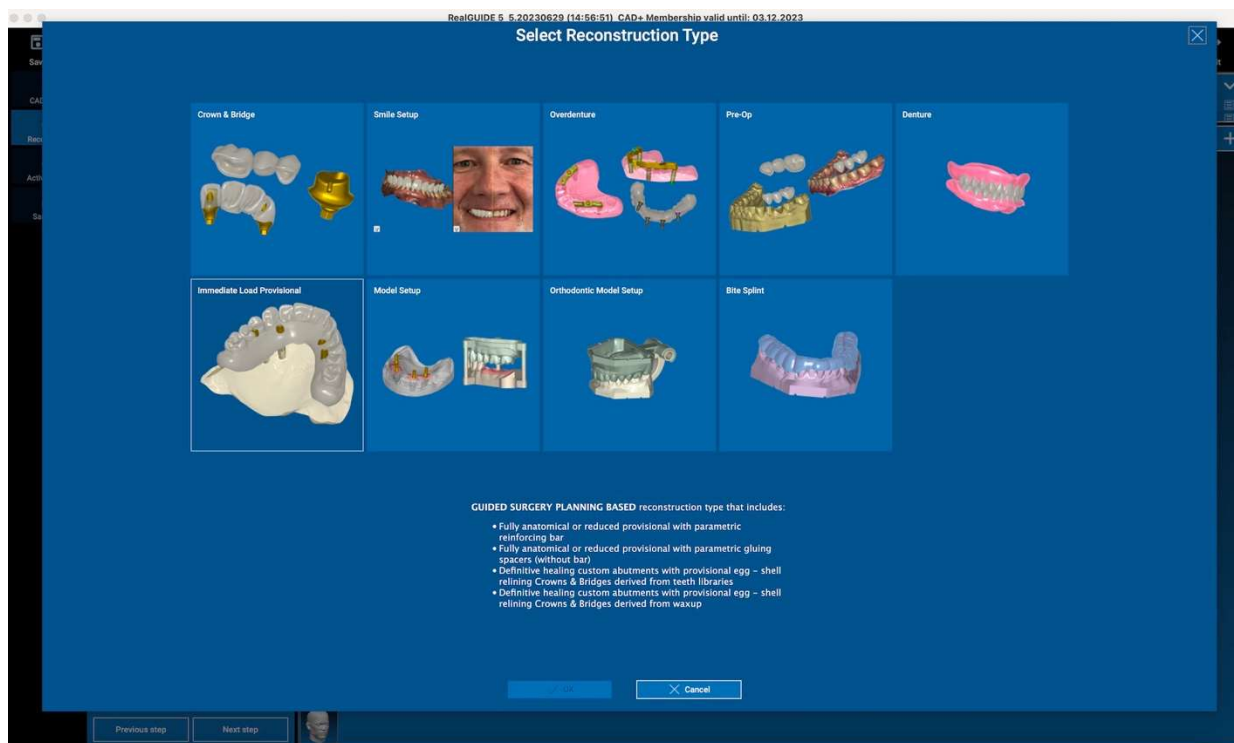 RealGUIDE 5 5.20230629 (14:56:51) CAD+ Membership valid until: 03.12.2023
Select Reconstruction Type
Crown & Bridge
Smile Setup
Overdenture
Pre-Op
Denture
Immediate Load Provisional
Model Setup
Orthodontic Model Setup
Bite Splint
GUIDED SURGERY PLANNING BASED reconstruction type that includes:
• Fully anatomical or reduced provisional with parametric
reinforcing bar
• Fully anatomical or reduced provisional with parametric gluing
spacers (without bar)
• Definitive healing custom abutments with provisional egg - shell
relining Crowns & Bridges derived from teeth libraries
• Definitive healing custom abutments with provisional egg - shell
relining Crowns & Bridges derived from waxup
Cancel
Previous step
Next step